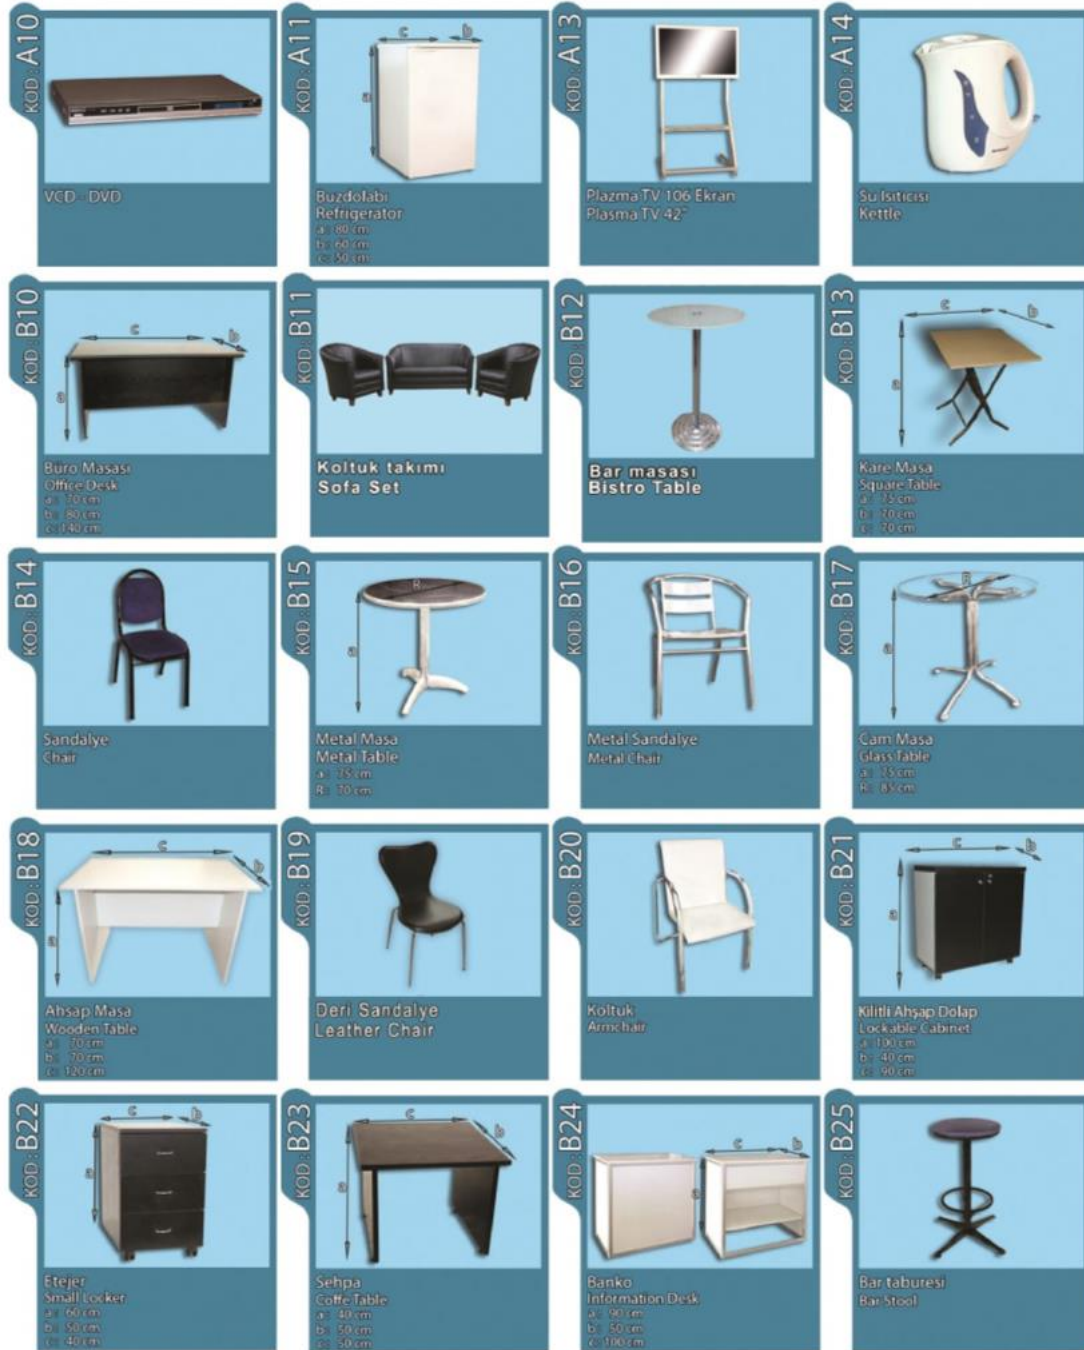 KOD : A10
VCD - DVD
KOD : A11
c
b
a
Buzdolabı
Refrigerator
a : 80 cm
b : 60 cm
c : 50 cm
KOD : A13
Plazma TV 106 Ekran
Plasma TV 42"
KOD : A14
Su Isıtıcısı
Kettle
KOD : B10
c
b
a
Büro Masası
Office Desk
a : 70 cm
b : 80 cm
c : 140 cm
KOD : B11
Koltuk takımı
Sofa Set
KOD : B12
Bar masası
Bistro Table
KOD : B13
c
b
a
Kare Masa
Square Table
a : 75 cm
b : 70 cm
c : 70 cm
KOD : B14
Sandalye
Chair
KOD : B15
R
a
Metal Masa
Metal Table
a : 75 cm
R : 70 cm
KOD : B16
Metal Sandalye
Metal Chair
KOD : B17
R
a
Cam Masa
Glass Table
a : 75 cm
R : 85 cm
KOD : B18
c
b
a
Ahşap Masa
Wooden Table
a : 70 cm
b : 70 cm
c : 120 cm
KOD : B19
Deri Sandalye
Leather Chair
KOD : B20
Koltuk
Armchair
KOD : B21
c
b
a
Kilitli Ahşap Dolap
Lockable Cabinet
a : 100 cm
b : 40 cm
c : 90 cm
KOD : B22
c
b
a
Etejer
Small Locker
a : 60 cm
b : 50 cm
c : 40 cm
KOD : B23
c
b
a
Sehpa
Coffe Table
a : 40 cm
b : 50 cm
c : 50 cm
KOD : B24
c
b
a
Banko
Information Desk
a : 90 cm
b : 50 cm
c : 100 cm
KOD : B25
Bar taburesi
Bar Stool